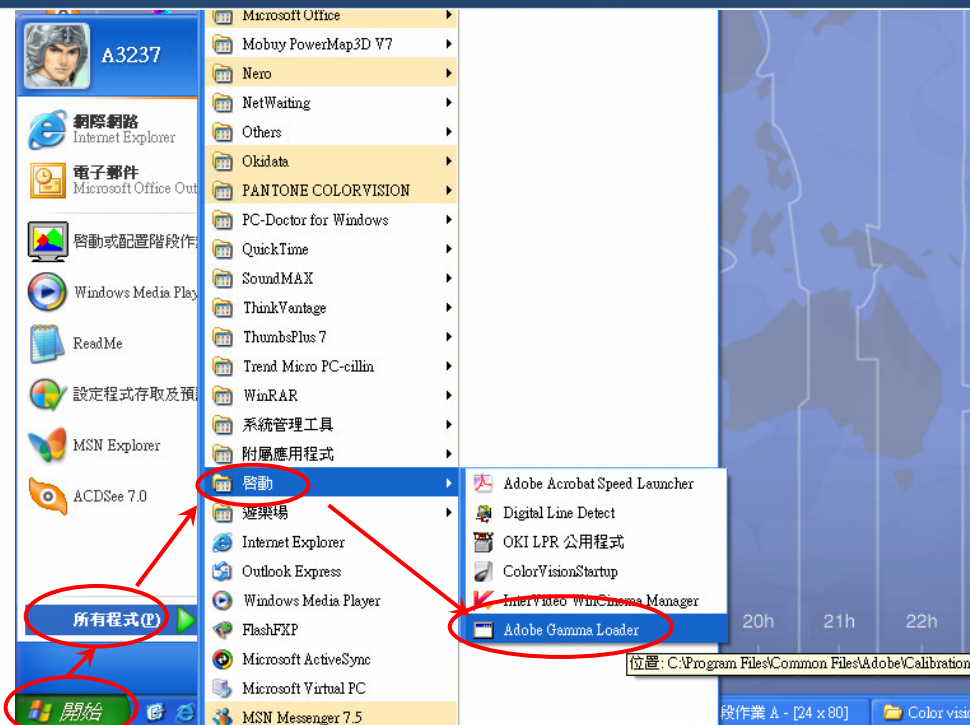 A3237
網際網路
Internet Explorer
電子郵件
Microsoft Office Out
啓動或配置階段作業
Windows Media Play
ReadMe
設定程式存取及預
MSN Explorer
ACDSee 7.0
所有程式(P)
開始
Microsoft Office
Mobuy PowerMap3D V7
Nero
NetWaiting
Others
Okidata
PANTONE COLORVISION
PC-Doctor for Windows
QuickTime
SoundMAX
ThinkVantage
ThumbsPlus 7
Trend Micro PC-cillin
WinRAR
系統管理工具
附屬應用程式
啓動
遊樂場
Internet Explorer
Outlook Express
Windows Media Player
FlashFXP
Microsoft ActiveSync
Microsoft Virtual PC
MSN Messenger 7.5
Adobe Acrobat Speed Launcher
Digital Line Detect
OKI LPR 公用程式
ColorVisionStartup
InterVideo WinCinema Manager
Adobe Gamma Loader
20h 21h 22h
位置: C:\Program Files\Common Files\Adobe\Calibration
段作業 A - [24 x 80]
Color visio